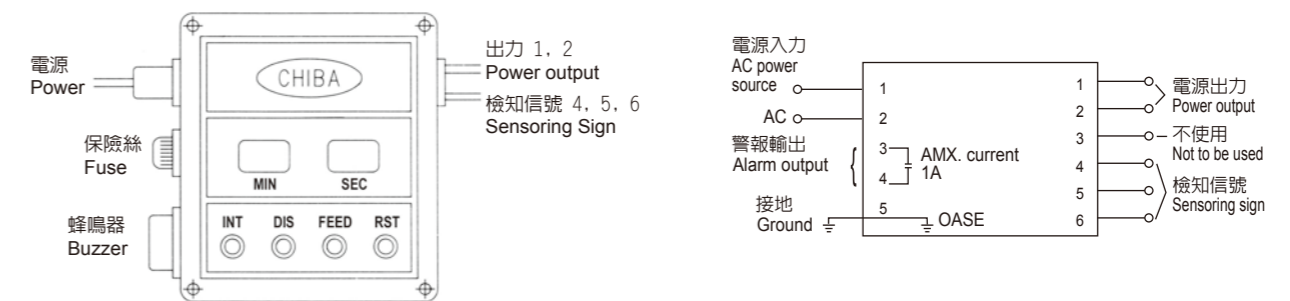 電源
Power
保險絲
Fuse
蜂鳴器
Buzzer
CHIBA
MIN SEC
INT DIS FEED RST
出力 1, 2
Power output
檢知信號 4, 5, 6
Sensoring Sign
電源入力
AC power
source
AC
警報輸出
Alarm output
接地
Ground
1
2
3
4
5
AMX. current
1A
OASE
1
2
3
4
5
6
電源出力
Power output
不使用
Not to be used
檢知信號
Sensoring sign